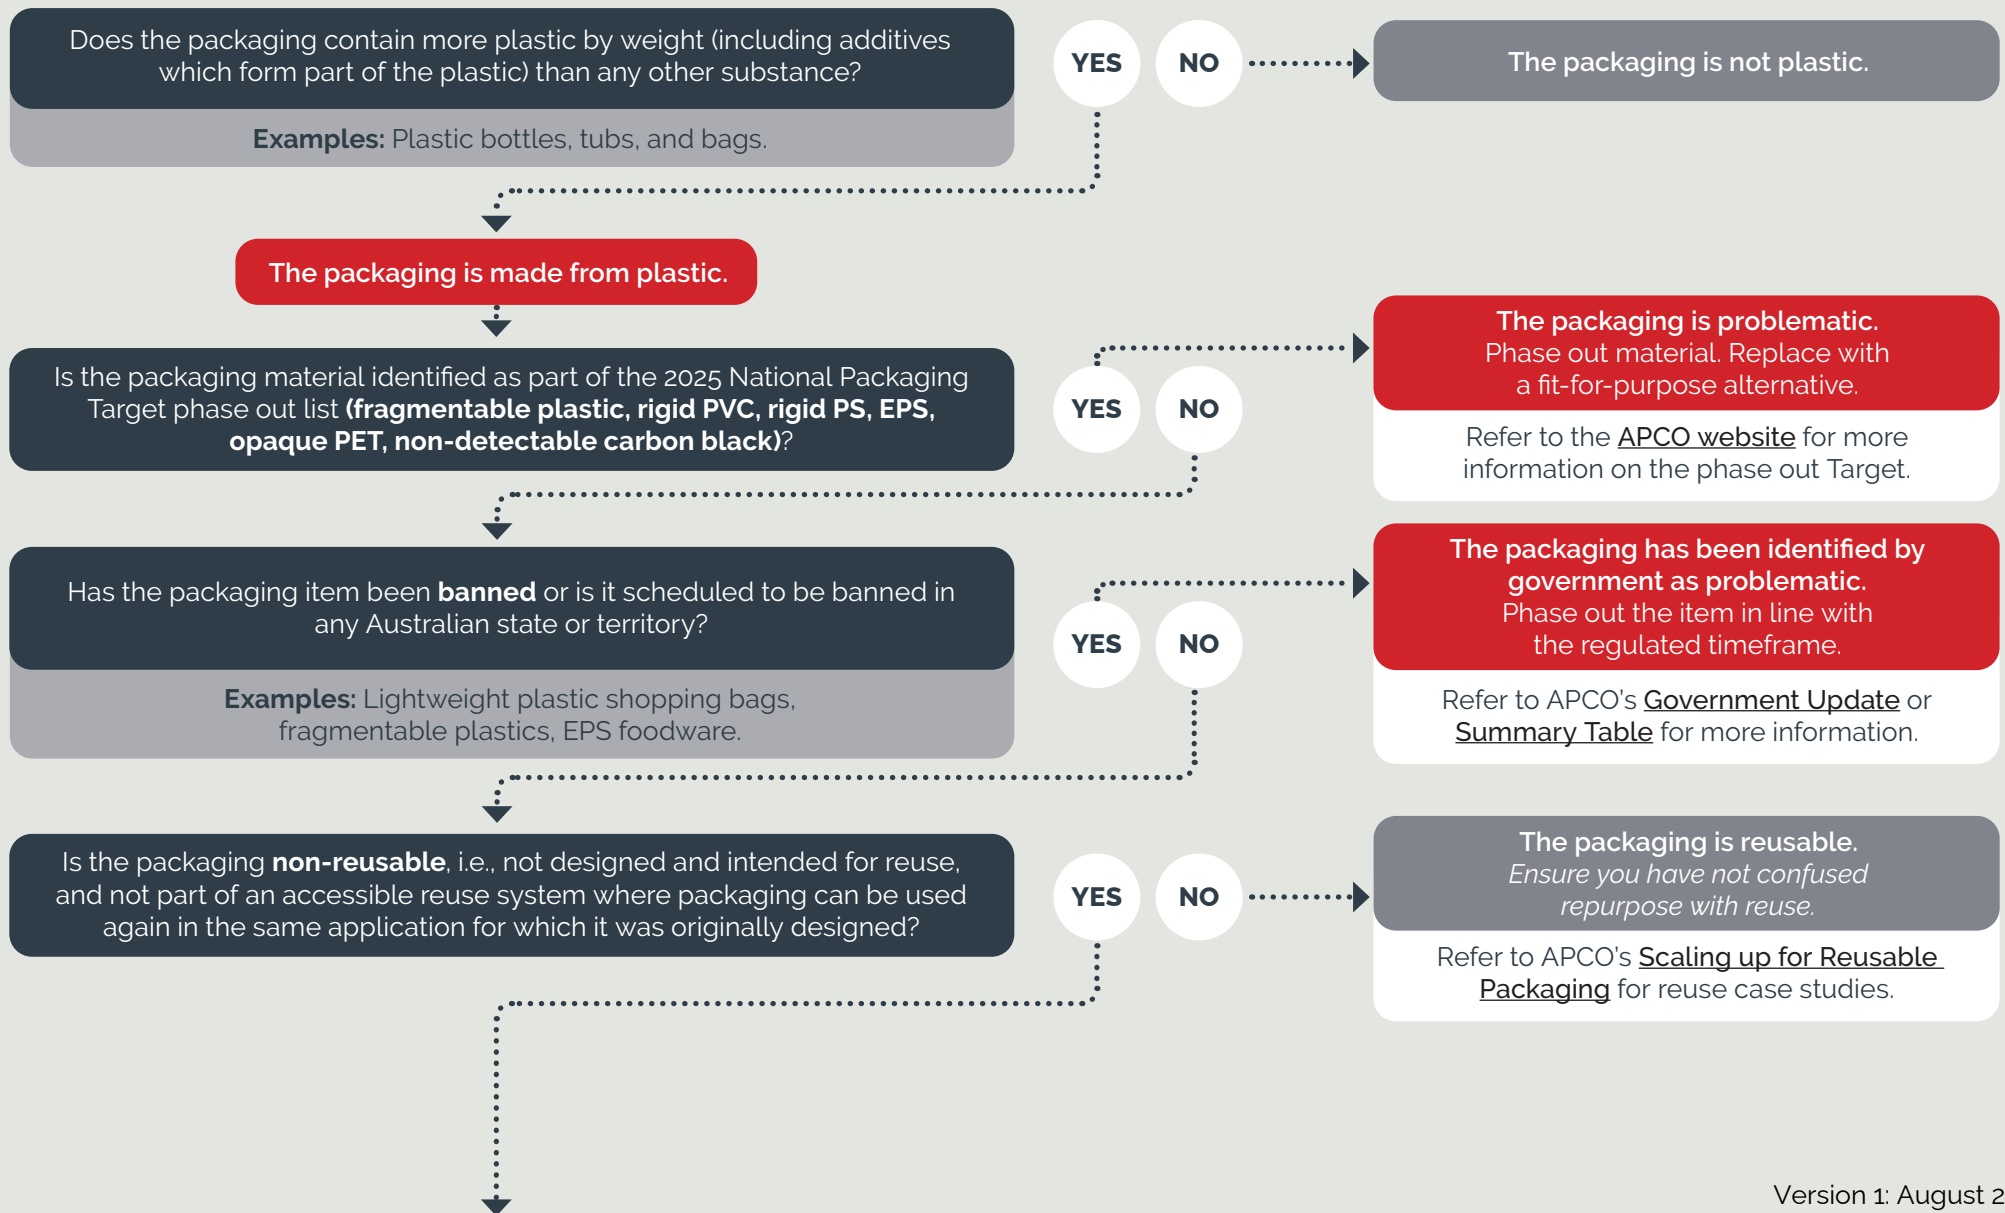 Does the packaging contain more plastic by weight (including additives
which form part of the plastic) than any other substance?
YES
NO
The packaging is not plastic.
Examples: Plastic bottles, tubs, and bags.
The packaging is made from plastic.
Is the packaging material identified as part of the 2025 National Packaging
Target phase out list (fragmentable plastic, rigid PVC, rigid PS, EPS,
opaque PET, non-detectable carbon black)?
YES
NO
The packaging is problematic.
Phase out material. Replace with
a fit-for-purpose alternative.
Refer to the APCO website for more
information on the phase out Target.
Has the packaging item been banned or is it scheduled to be banned in
any Australian state or territory?
Examples: Lightweight plastic shopping bags,
fragmentable plastics, EPS foodware.
YES
NO
The packaging has been identified by
government as problematic.
Phase out the item in line with
the regulated timeframe.
Refer to APCO's Government Update or
Summary Table for more information.
Is the packaging non-reusable, i.e., not designed and intended for reuse,
and not part of an accessible reuse system where packaging can be used
again in the same application for which it was originally designed?
YES
NO
The packaging is reusable.
Ensure you have not confused
repurpose with reuse.
Refer to APCO's Scaling up for Reusable
Packaging for reuse case studies.
Version 1: August 2